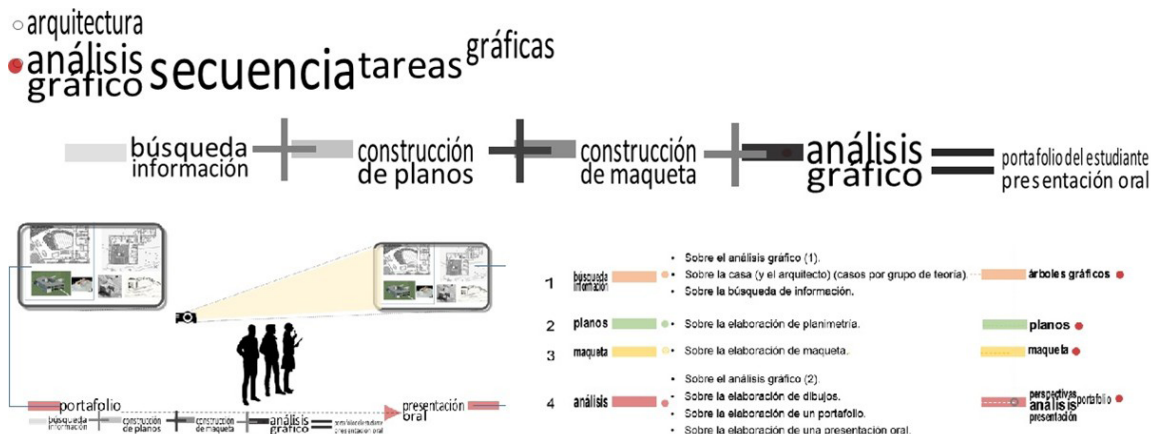 arquitectura
análisis
gráfico
secuencia tareas gráficas
búsqueda
información
construcción
de planos
construcción
de maqueta
análisis
gráfico
portafolio del estudiante
presentación oral
portafolio
búsqueda
información
construcción
de planos
construcción
de maqueta
análisis
gráfico
portafolio del estudiante
presentación oral
presentación
oral
1
búsqueda
información
• Sobre el análisis gráfico (1).
• Sobre la casa (y el arquitecto) (casos por grupo de teoría).
• Sobre la búsqueda de información.
árboles gráficos
2
planos
• Sobre la elaboración de planimetría.
planos
3
maqueta
• Sobre la elaboración de maqueta.
maqueta
4
análisis
• Sobre el análisis gráfico (2).
• Sobre la elaboración de dibujos.
• Sobre la elaboración de un portafolio.
• Sobre la elaboración de una presentación oral.
perspectivas
análisis
presentación
portafolio